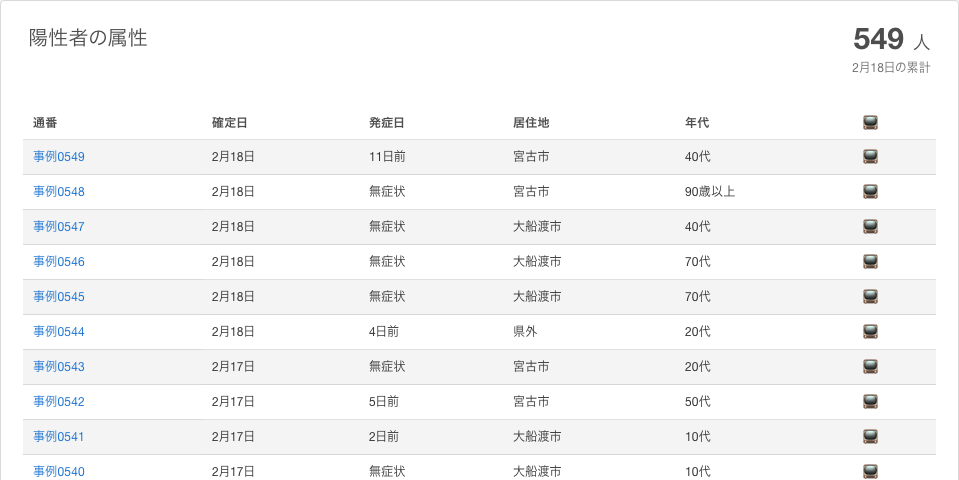 陽性者の属性
549 人
2月18日の累計
通番 確定日 発症日 居住地 年代
事例0549 2月18日 11日前 宮古市 40代
事例0548 2月18日 無症状 宮古市 90歳以上
事例0547 2月18日 無症状 大船渡市 40代
事例0546 2月18日 無症状 大船渡市 70代
事例0545 2月18日 無症状 大船渡市 70代
事例0544 2月18日 4日前 県外 20代
事例0543 2月17日 無症状 宮古市 20代
事例0542 2月17日 5日前 宮古市 50代
事例0541 2月17日 2日前 大船渡市 10代
事例0540 2月17日 無症状 大船渡市 10代